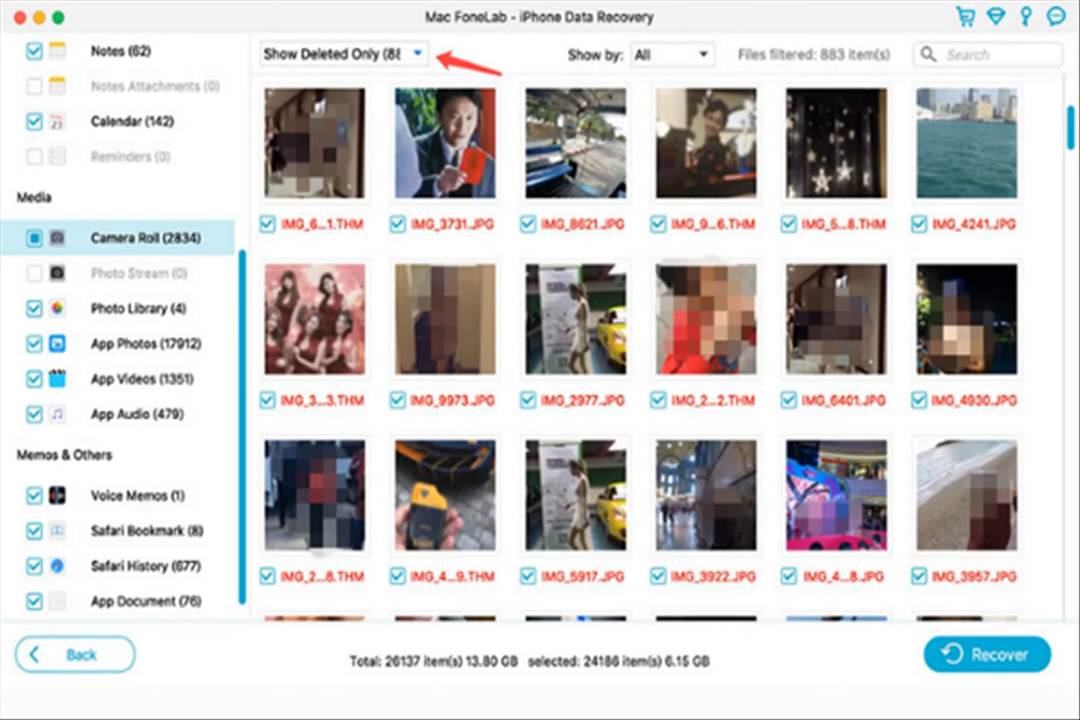 Mac FoneLab - iPhone Data Recovery
Notes (62)
Notes Attachments (0)
Calendar (142)
Reminders (0)
Media
Camera Roll (2834)
Photo Stream (0)
Photo Library (4)
App Photos (17912)
App Videos (1351)
App Audio (479)
Memos & Others
Voice Memos (1)
Safari Bookmark (8)
Safari History (677)
App Document (76)
Show Deleted Only (88
Show by: All
Files filtered: 883 item(s)
Search
IMG_6...1.THM IMG_3731.JPG IMG_8621.JPG IMG_9...6.THM IMG_5...8.THM IMG_4241.JPG
IMG_3...3.THM IMG_9973.JPG IMG_2977.JPG IMG_2...2.THM IMG_6401.JPG IMG_4930.JPG
IMG_2...8.THM IMG_4...9.THM IMG_5917.JPG IMG_3922.JPG IMG_4...8.JPG IMG_3957.JPG
Back
Total: 26137 item(s) 13.80 GB selected: 24186 item(s) 6.15 GB
Recover